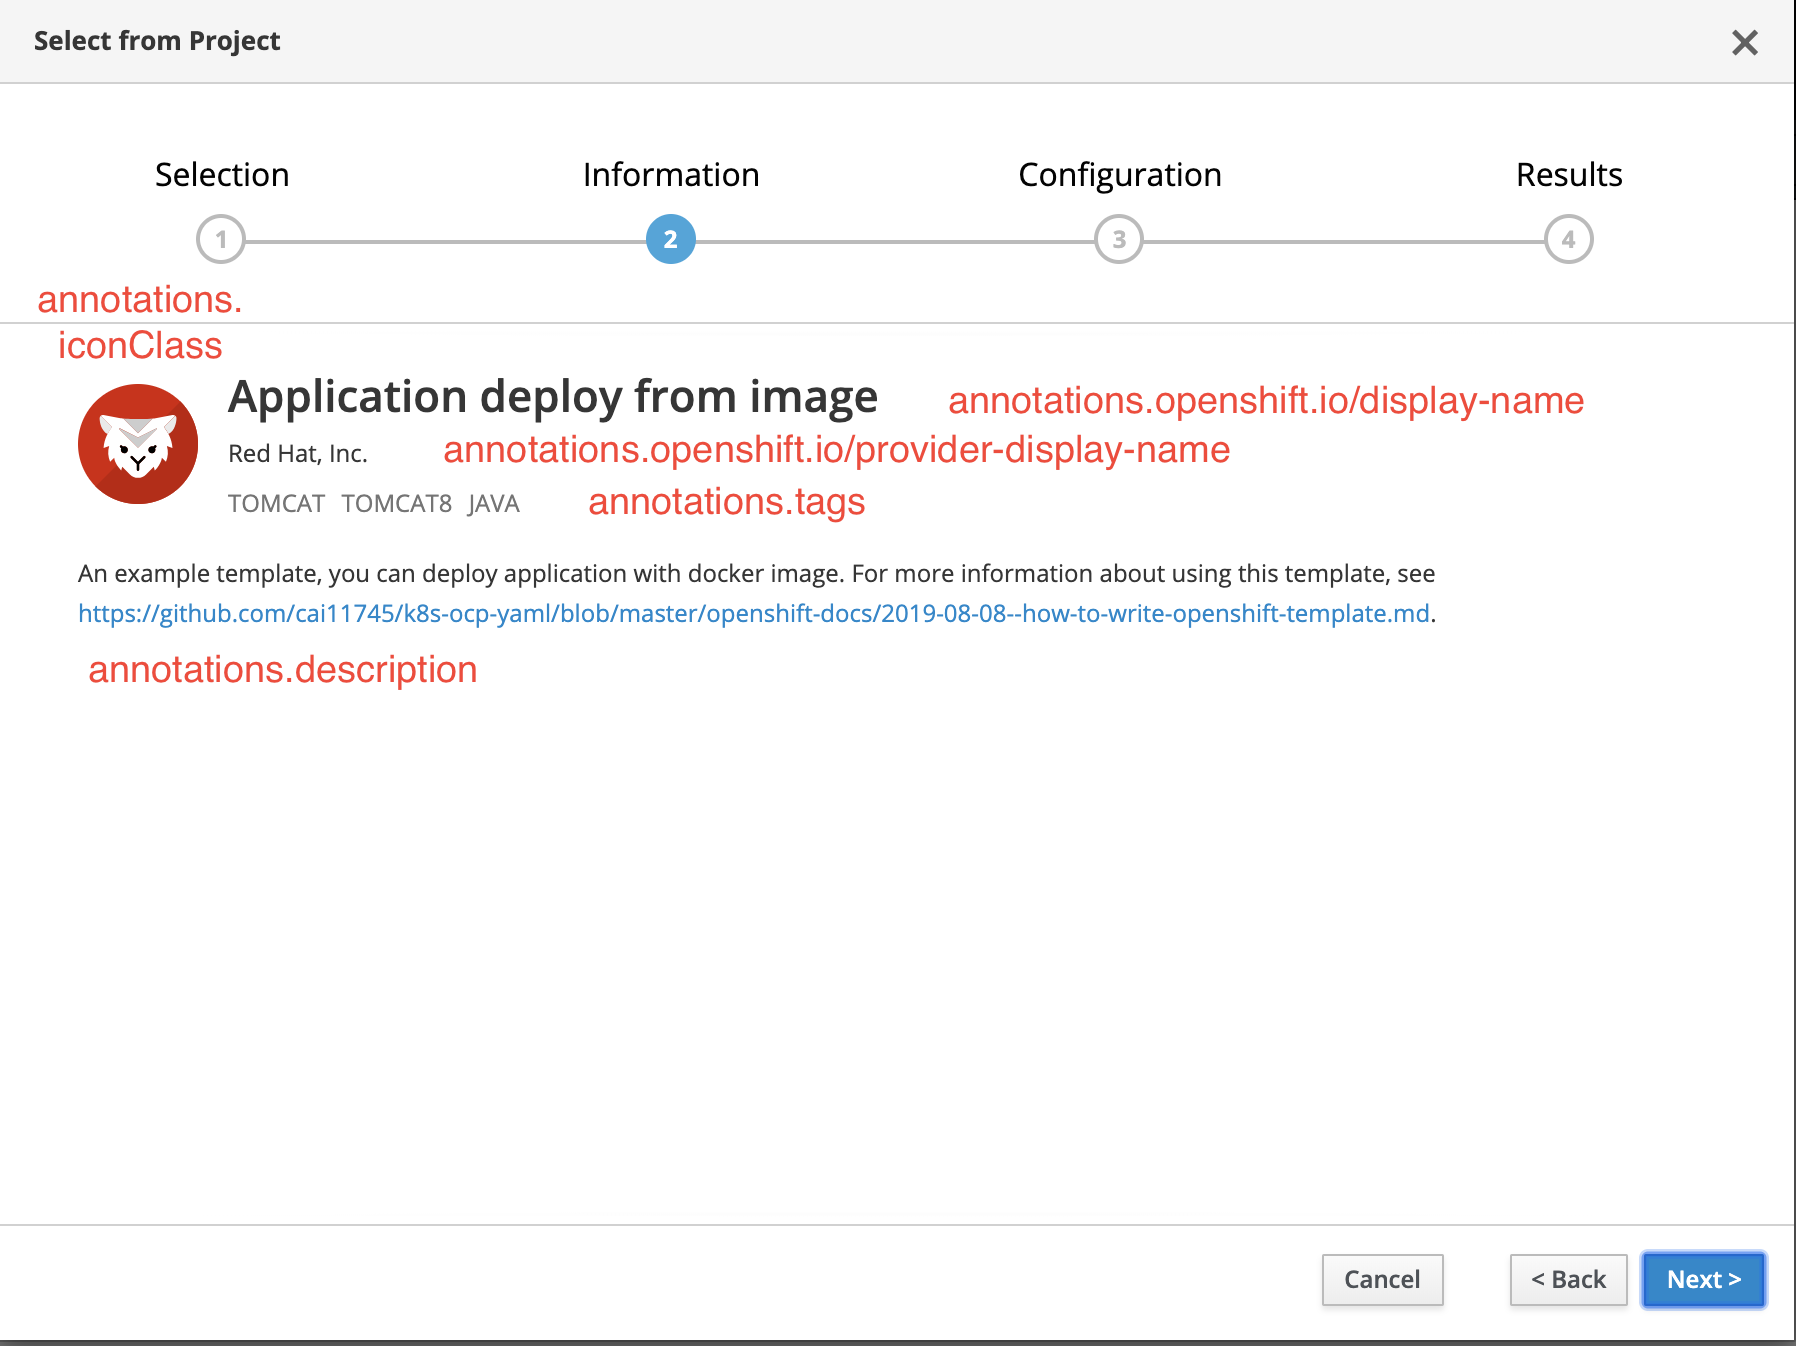 Select from Project
Selection Information Configuration Results
1 2 3 4
annotations.
iconClass
Application deploy from image annotations.openshift.io/display-name
Red Hat, Inc. annotations.openshift.io/provider-display-name
TOMCAT TOMCAT8 JAVA annotations.tags
An example template, you can deploy application with docker image. For more information about using this template, see
https://github.com/cai11745/k8s-ocp-yaml/blob/master/openshift-docs/2019-08-08--how-to-write-openshift-template.md.
annotations.description
Cancel < Back Next >